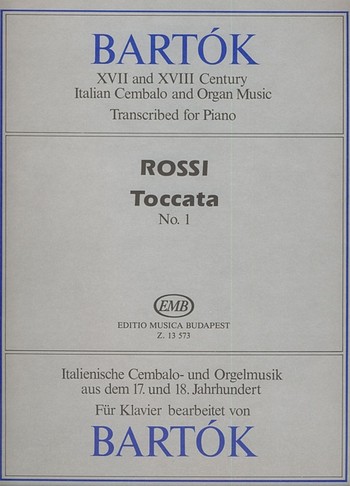 BARTÓK
XVII and XVIII Century
Italian Cembalo and Organ Music
Transcribed for Piano
ROSSI
Toccata
No. 1
EMB
EDITIO MUSICA BUDAPEST
Z. 13 573
Italienische Cembalo- und Orgelmusik
aus dem 17. und 18. Jahrhundert
Für Klavier bearbeitet von
BARTÓK